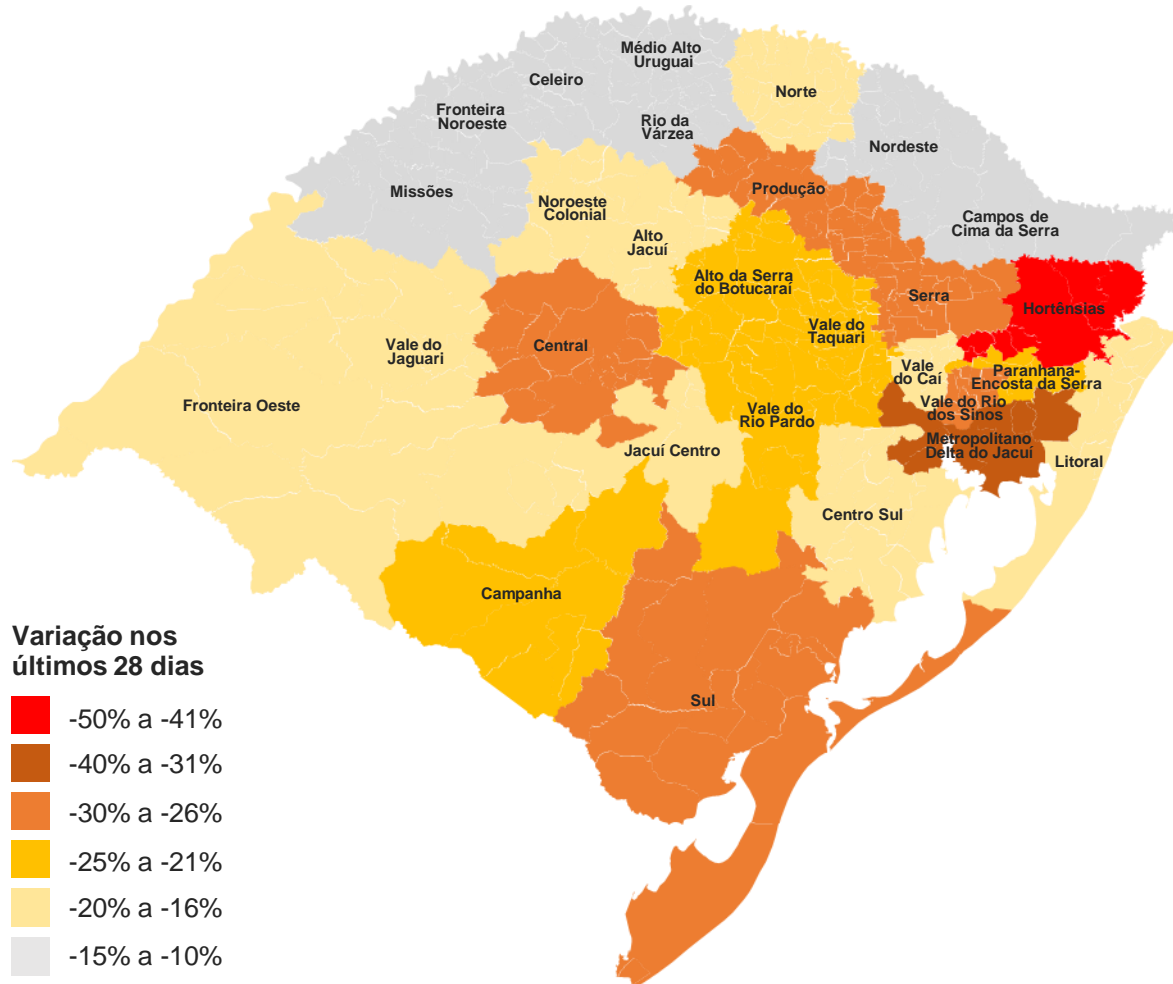 Médio Alto
Uruguai
Celeiro
Norte
Fronteira
Noroeste
Rio da
Várzea
Nordeste
Missões
Produção
Noroeste
Colonial
Campos de
Cima da Serra
Alto
Jacuí
Alto da Serra
do Botucaraí
Serra
Hortênsias
Vale do
Taquari
Central
Vale do
Jaguari
Vale
do Caí
Paranhana-
Encosta da Serra
Fronteira Oeste
Vale do Rio
dos Sinos
Vale do
Rio Pardo
Metropolitano
Delta do Jacuí
Jacuí Centro
Litoral
Centro Sul
Campanha
Sul
Variação nos
últimos 28 dias
-50% a -41%
-40% a -31%
-30% a -26%
-25% a -21%
-20% a -16%
-15% a -10%